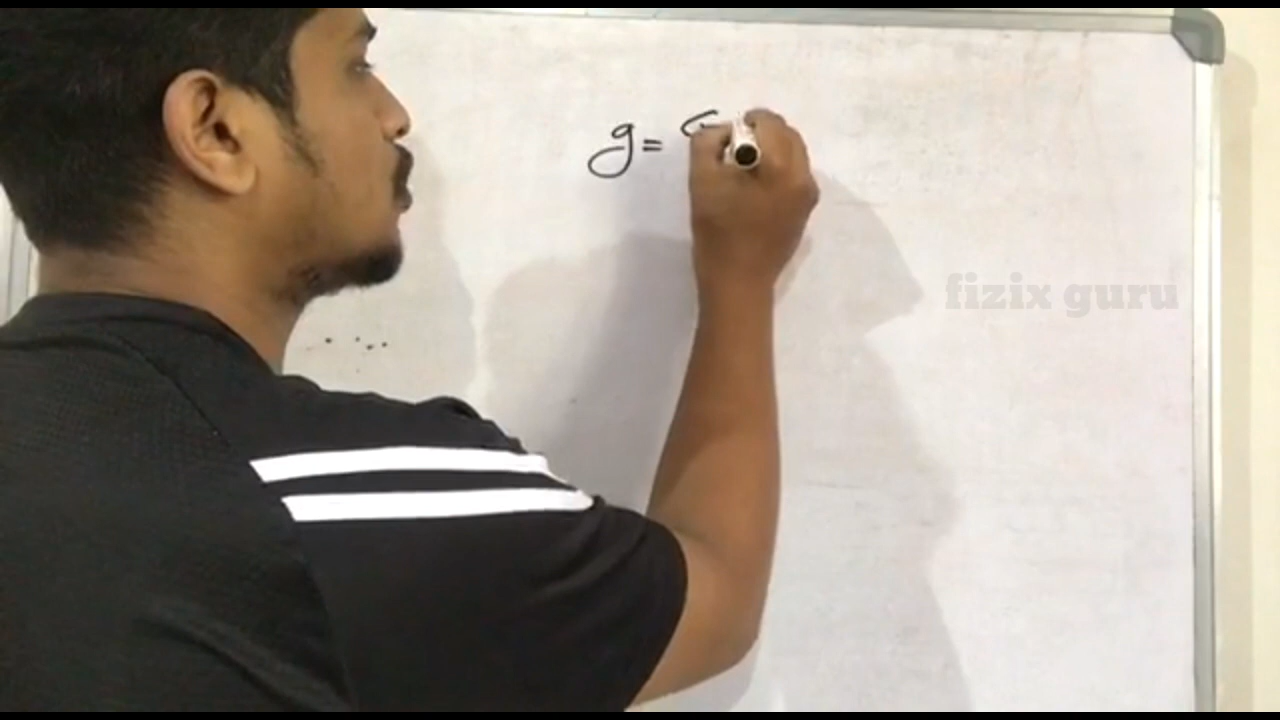 g =
fizix guru